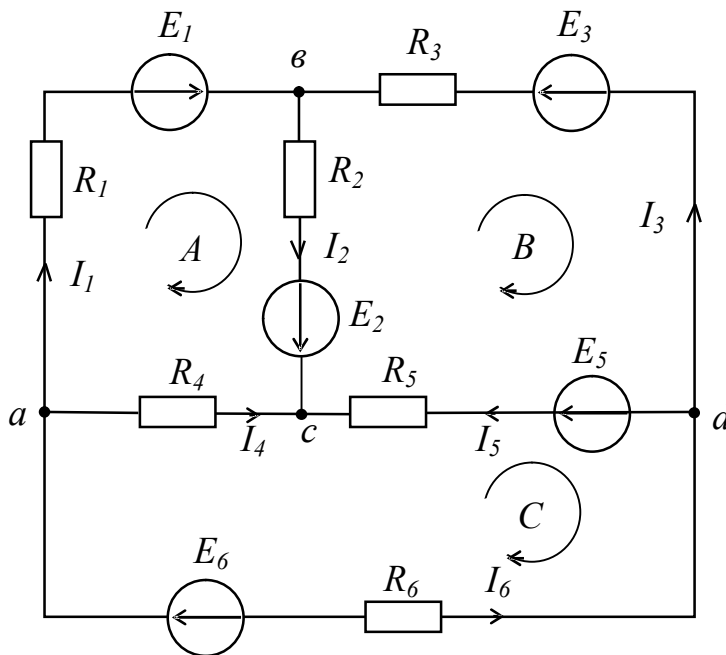 E₁
в
R₃
E₃
R₁
R₂
A
B
I₃
I₁
I₂
E₂
R₄
R₅
E₅
a
I₄
c
I₅
d
C
E₆
R₆
I₆